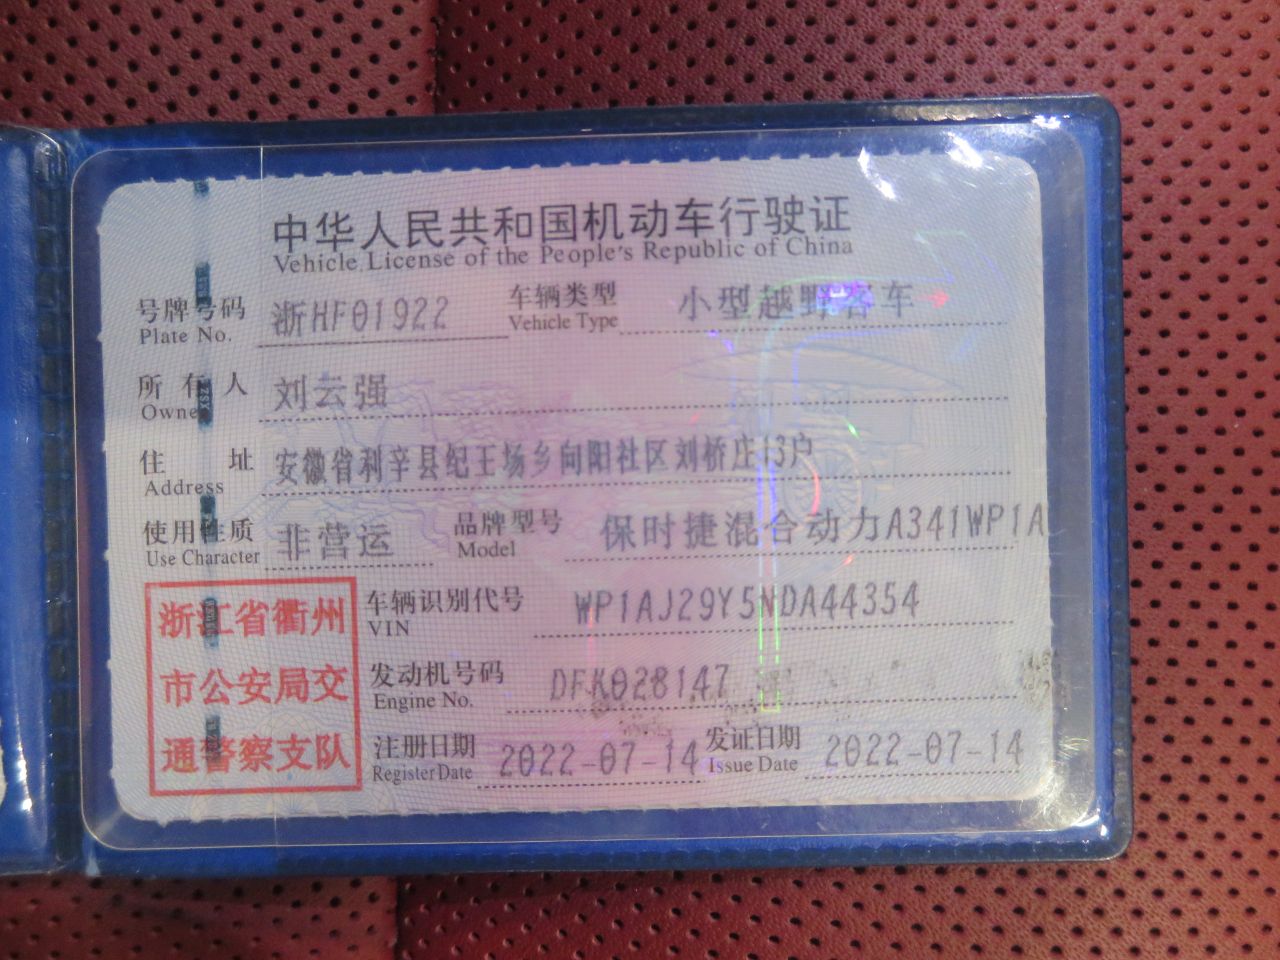 中华人民共和国机动车行驶证
Vehicle License of the People's Republic of China
号牌号码 浙HF01922 车辆类型 小型越野客车
Plate No. Vehicle Type
所有人 刘云强
Owner
住址 安徽省利辛县纪王场乡向阳社区刘桥庄13户
Address
使用性质 非营运 品牌型号 保时捷混合动力A341WP1A
Use Character Model
浙江省衢州
市公安局交
通警察支队
车辆识别代号 WP1AJ29Y5NDA44354
VIN
发动机号码 DFK028147
Engine No.
注册日期 2022-07-14 发证日期 2022-07-14
Register Date Issue Date